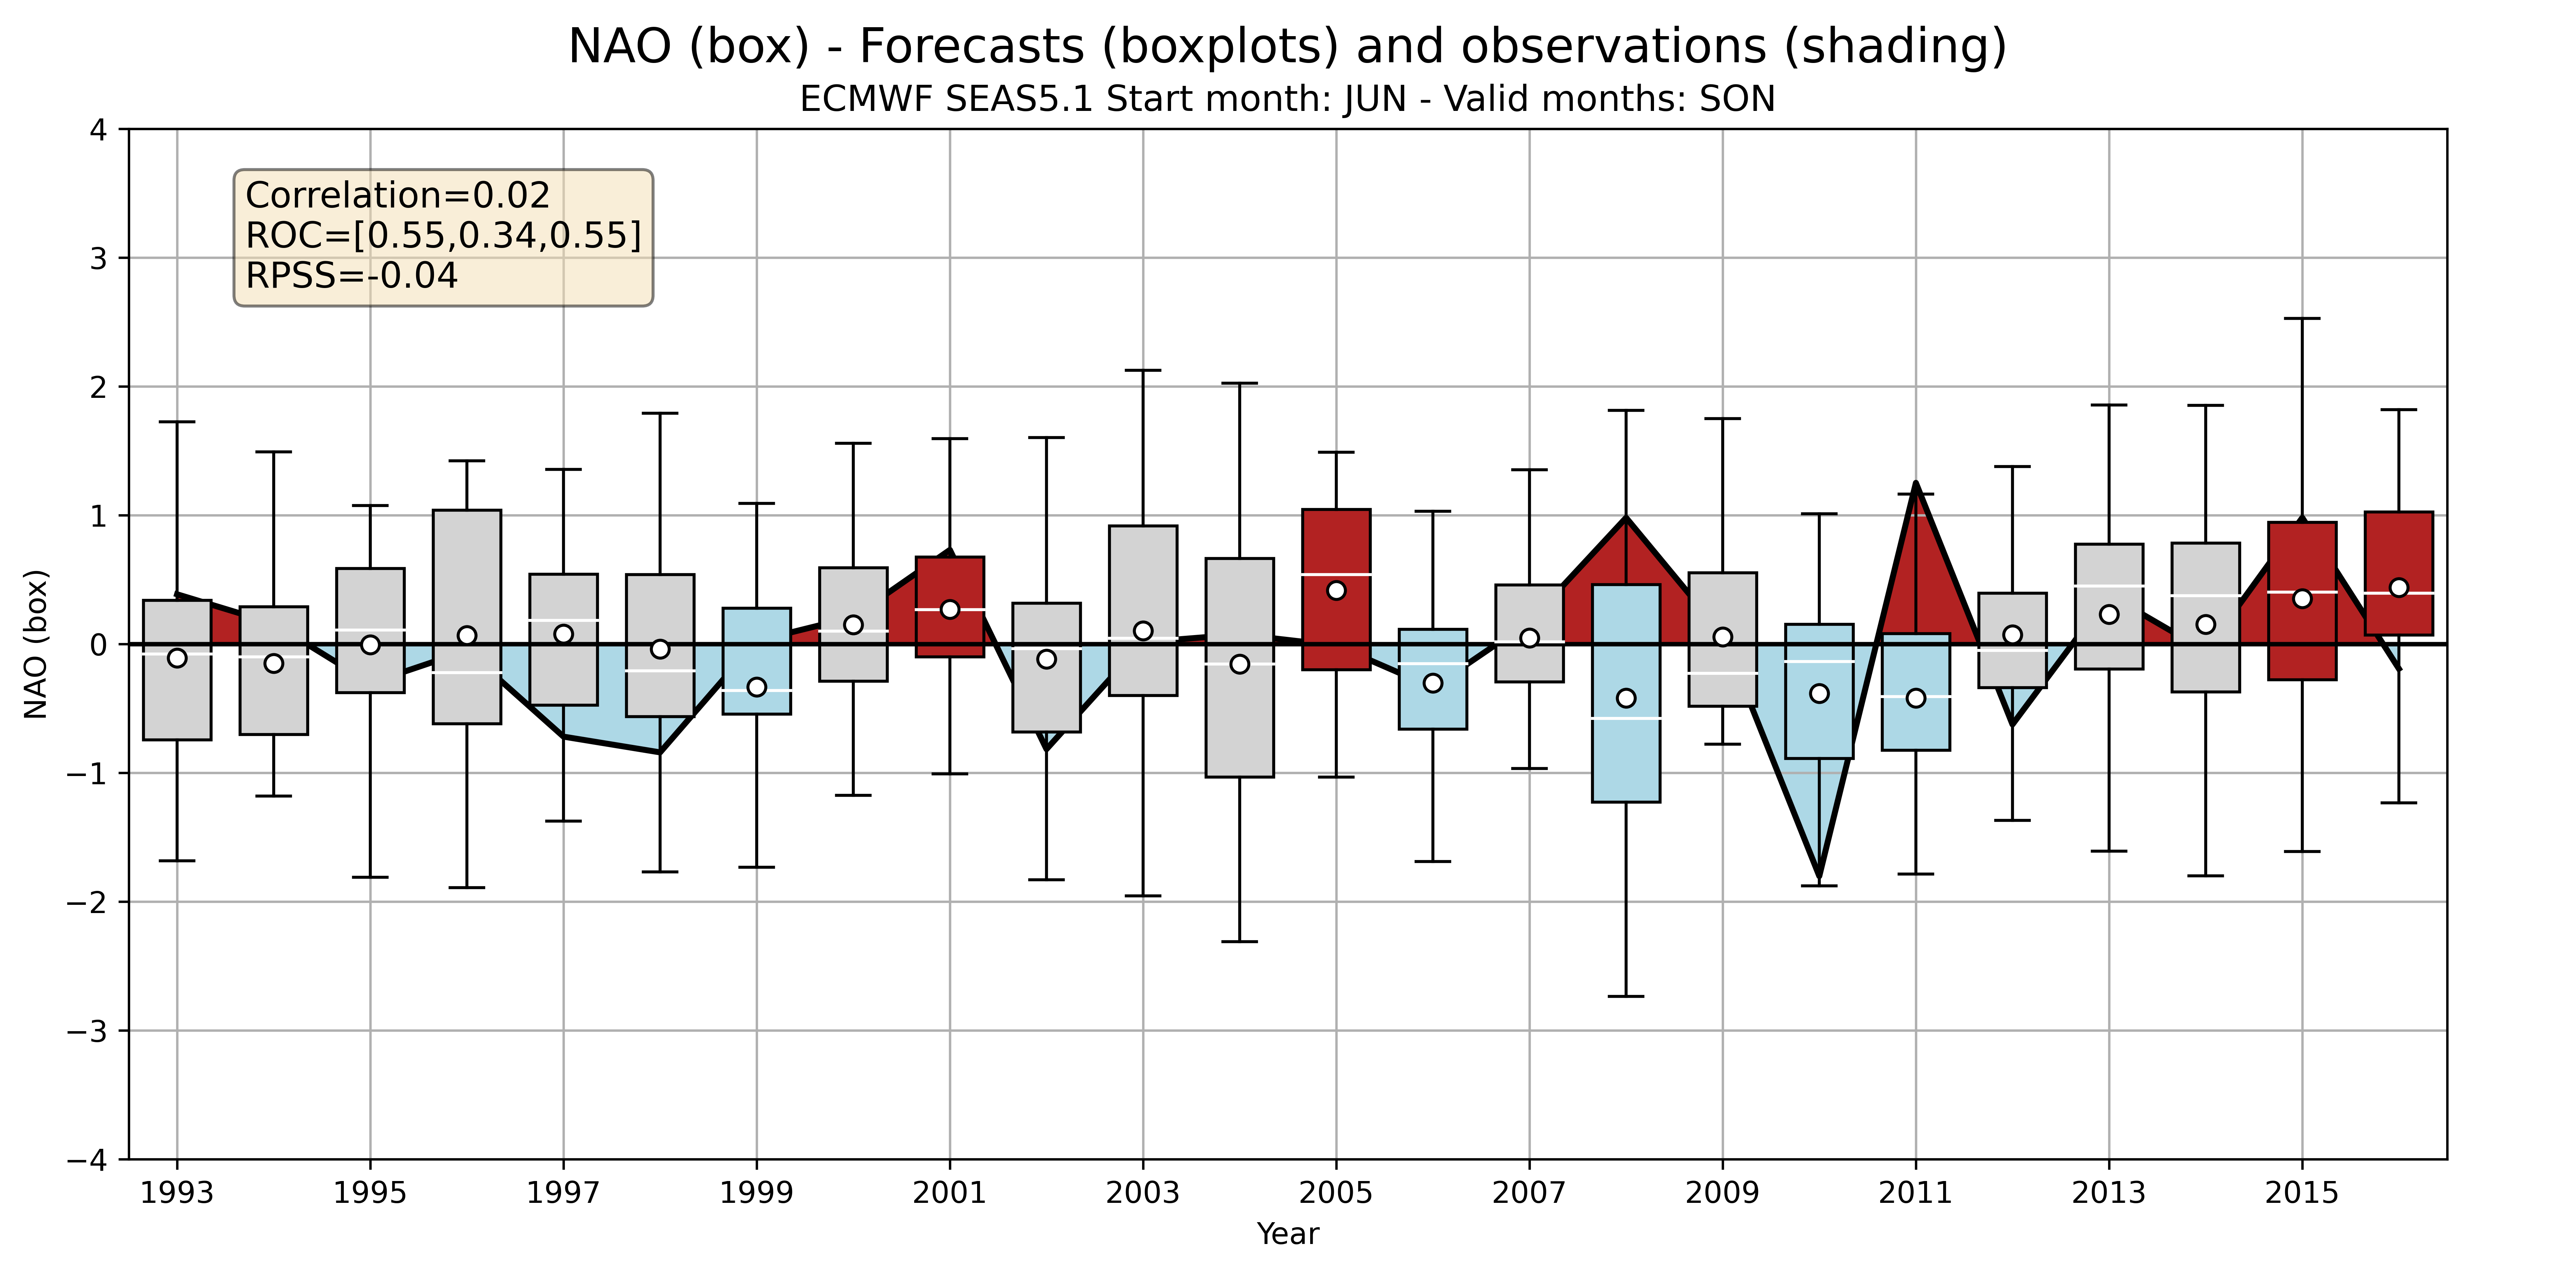 NAO (box) - Forecasts (boxplots) and observations (shading)
ECMWF SEAS5.1 Start month: JUN - Valid months: SON
Correlation=0.02
ROC=[0.55,0.34,0.55]
RPSS=-0.04
NAO (box)
4
3
2
1
0
−1
−2
−3
−4
1993 1995 1997 1999 2001 2003 2005 2007 2009 2011 2013 2015
Year